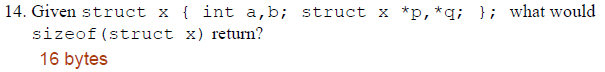 14. Given struct x { int a,b; struct x *p,*q; }; what would
sizeof(struct x) return?
16 bytes